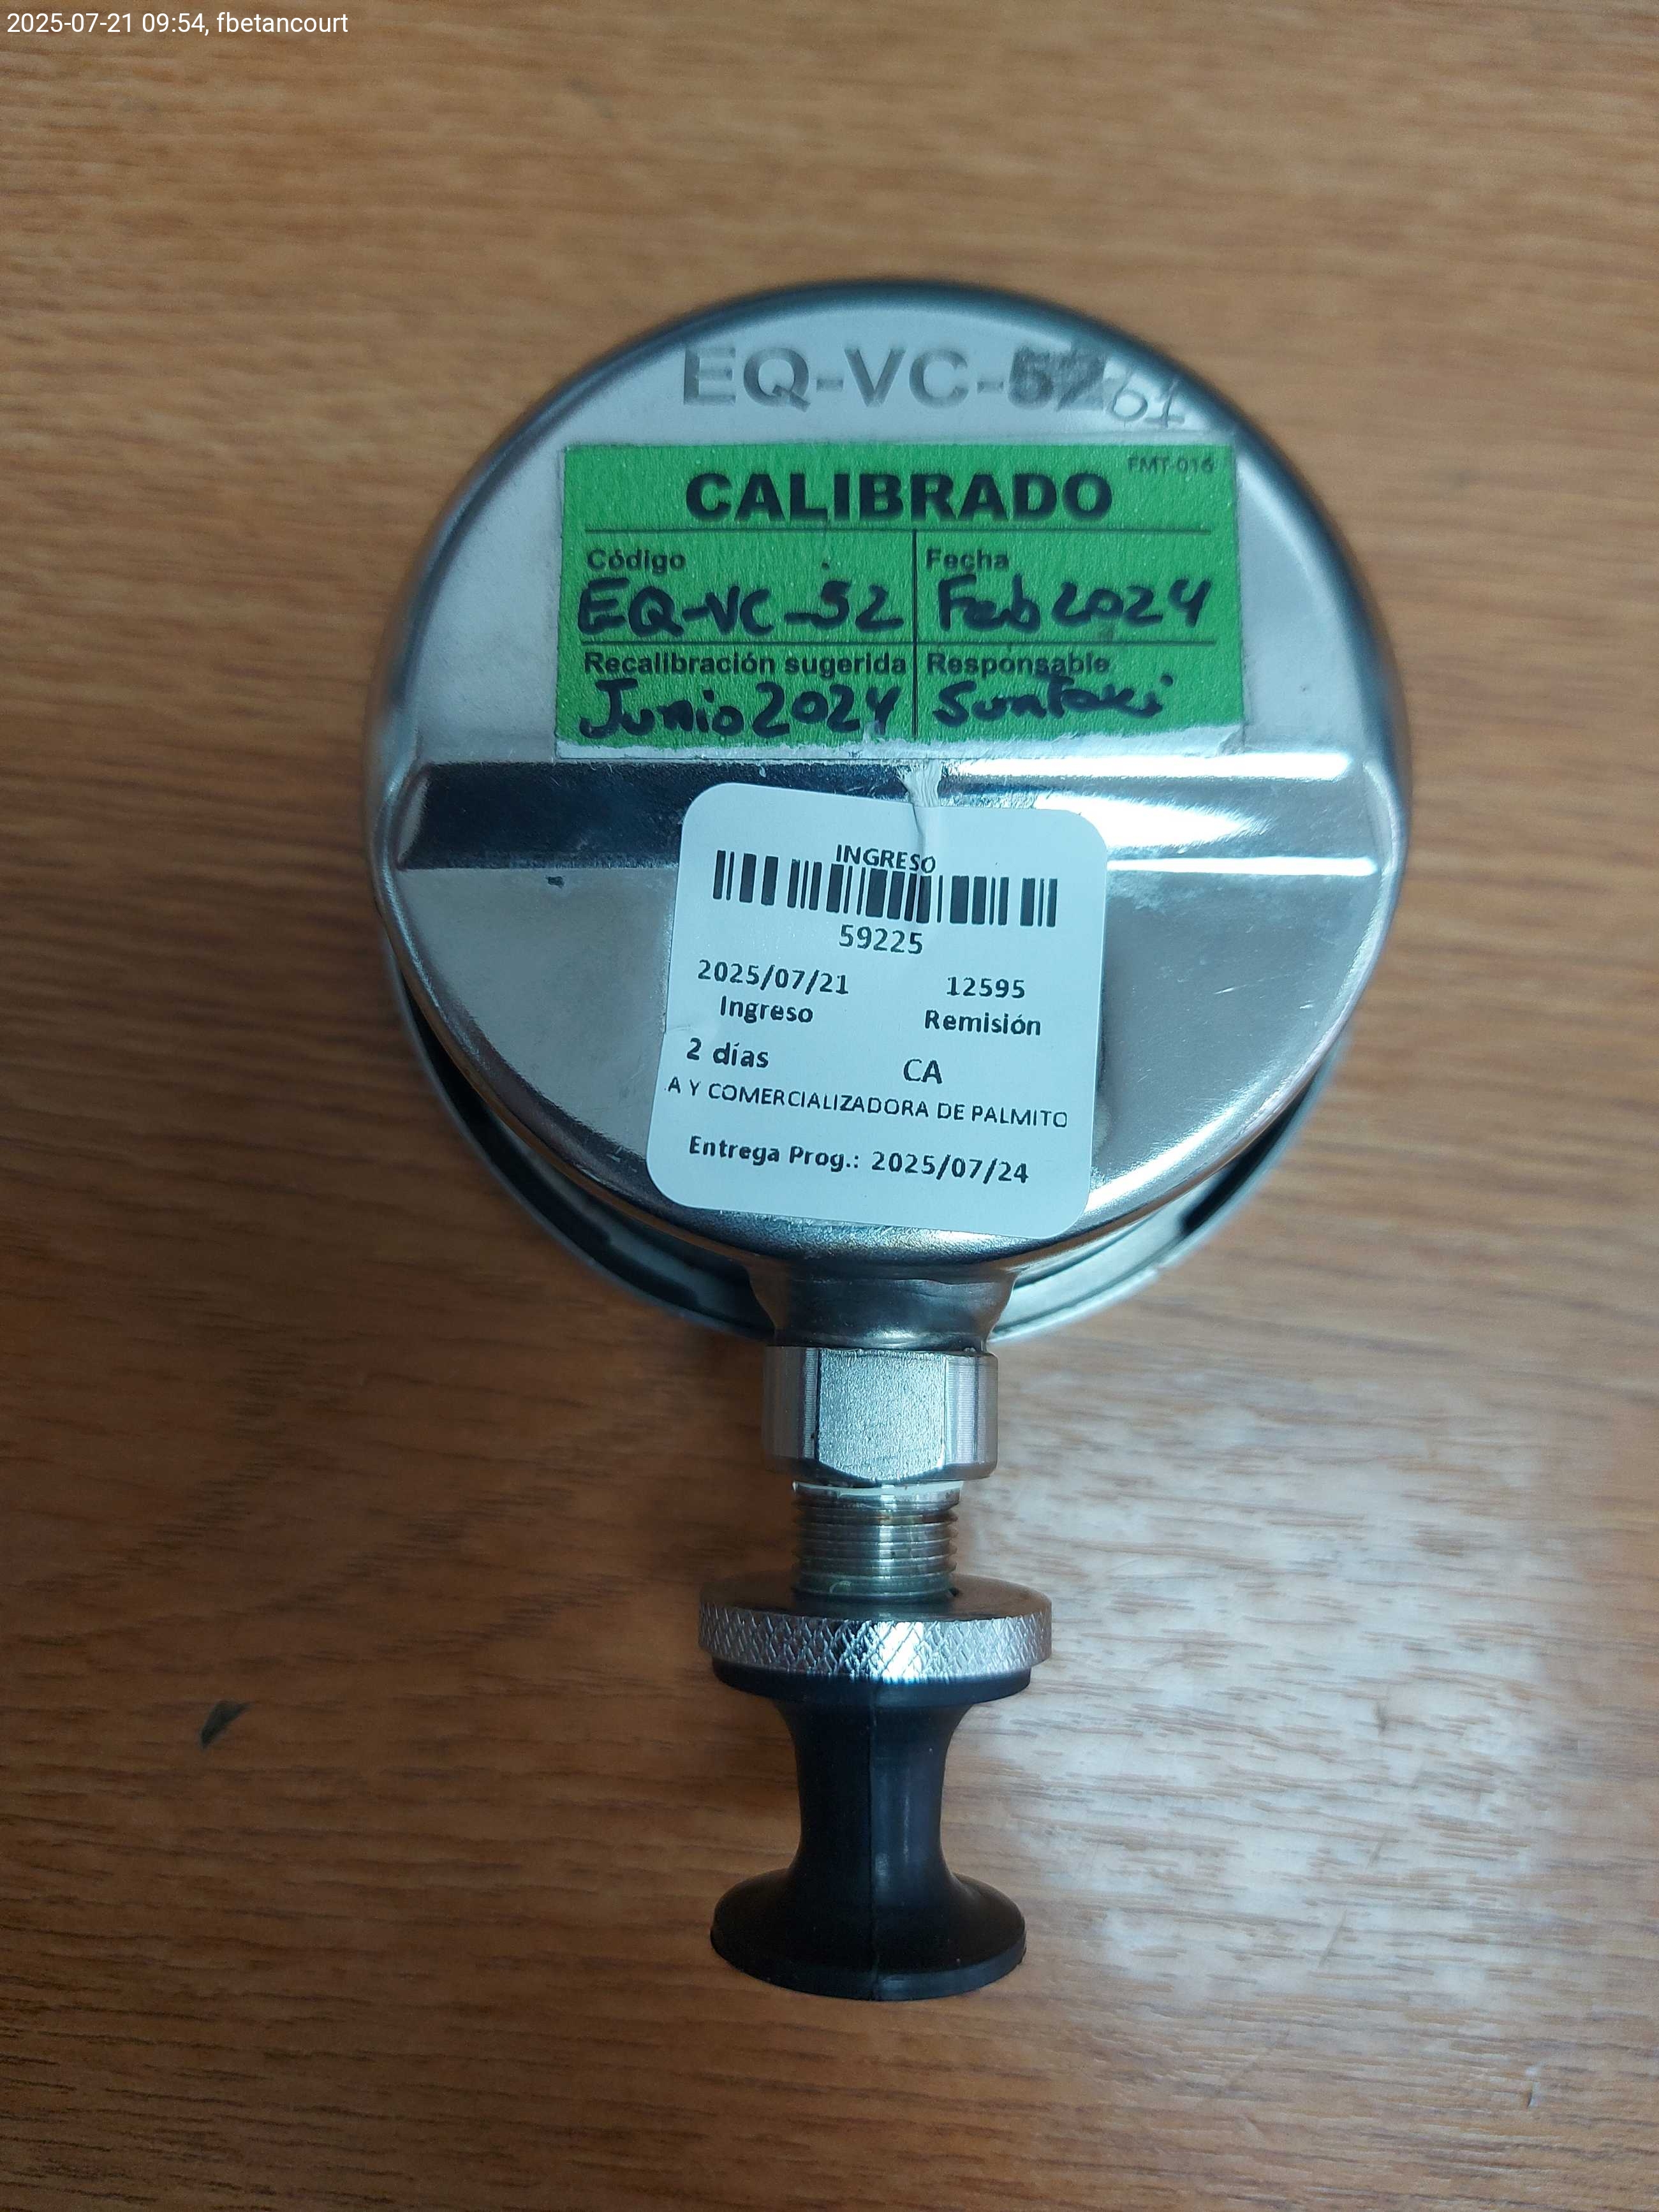 2025-07-21 09:54, fbetancourt
EQ-VC-52 61
FMT-016
CALIBRADO
Código Fecha
EQ-VC-52 Feb 2024
Recalibración sugerida Responsable
Junio 2024 Suntaxi
INGRESO
59225
2025/07/21 12595
Ingreso Remisión
2 días CA
A Y COMERCIALIZADORA DE PALMITO
Entrega Prog.: 2025/07/24